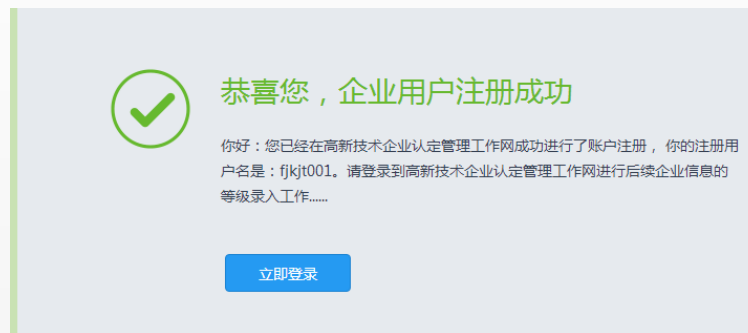 恭喜您，企业用户注册成功
你好：您已经在高新技术企业认定管理工作网成功进行了账户注册，你的注册用
户名是：fjkjt001。请登录到高新技术企业认定管理工作网进行后续企业信息的
等级录入工作......
立即登录